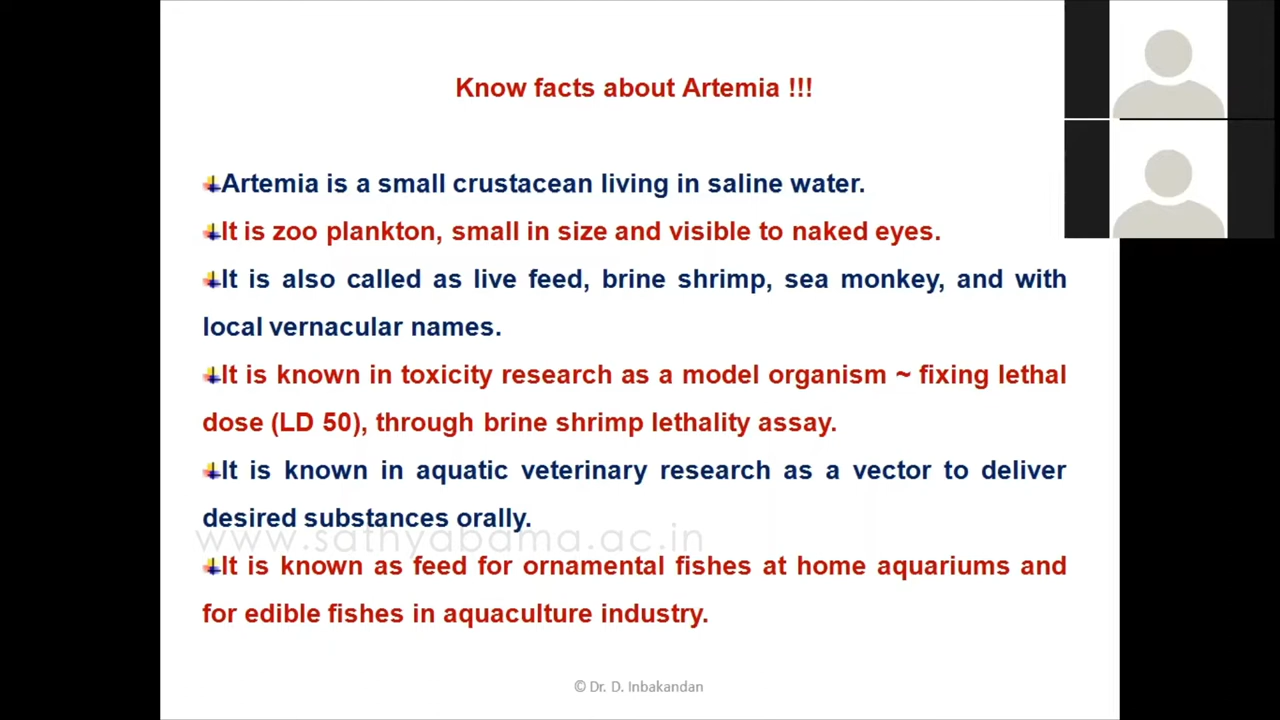 Know facts about Artemia !!!
Artemia is a small crustacean living in saline water.
It is zoo plankton, small in size and visible to naked eyes.
It is also called as live feed, brine shrimp, sea monkey, and with
local vernacular names.
It is known in toxicity research as a model organism ~ fixing lethal
dose (LD 50), through brine shrimp lethality assay.
It is known in aquatic veterinary research as a vector to deliver
desired substances orally.
www.sathyabama.ac.in
It is known as feed for ornamental fishes at home aquariums and
for edible fishes in aquaculture industry.
© Dr. D. Inbakandan